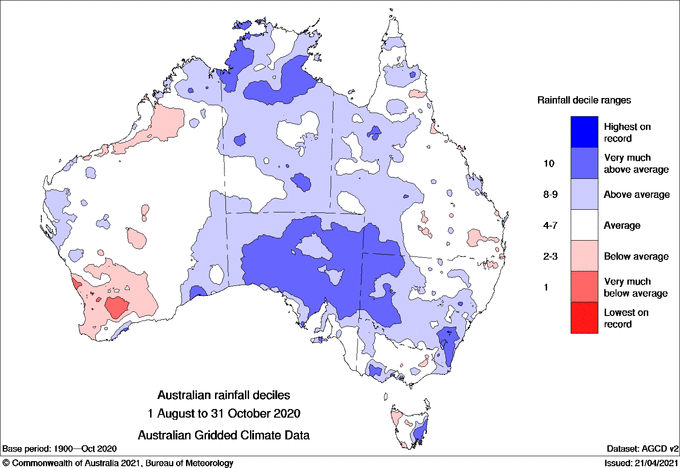 Rainfall decile ranges
Highest on
record
10
Very much
above average
8-9
Above average
4-7
Average
2-3
Below average
1
Very much
below average
Lowest on
record
Australian rainfall deciles
1 August to 31 October 2020
Australian Gridded Climate Data
Base period: 1900—Oct 2020
Dataset: AGCD v2
© Commonwealth of Australia 2021, Bureau of Meteorology
Issued: 21/04/2021